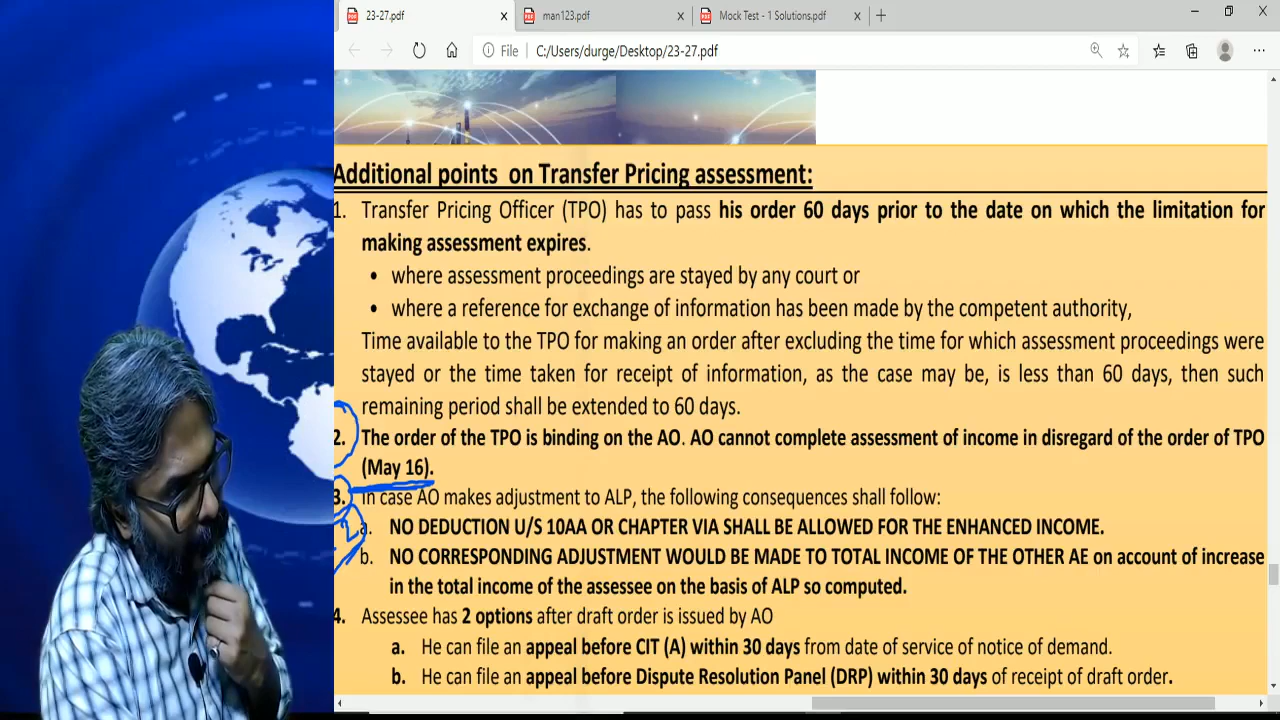 23-27.pdf
man123.pdf
Mock Test - 1 Solutions.pdf
File
C:/Users/durge/Desktop/23-27.pdf
Additional points on Transfer Pricing assessment:
1. Transfer Pricing Officer (TPO) has to pass his order 60 days prior to the date on which the limitation for
making assessment expires.
• where assessment proceedings are stayed by any court or
• where a reference for exchange of information has been made by the competent authority,
Time available to the TPO for making an order after excluding the time for which assessment proceedings were
stayed or the time taken for receipt of information, as the case may be, is less than 60 days, then such
remaining period shall be extended to 60 days.
2. The order of the TPO is binding on the AO. AO cannot complete assessment of income in disregard of the order of TPO
(May 16).
3. In case AO makes adjustment to ALP, the following consequences shall follow:
a. NO DEDUCTION U/S 10AA OR CHAPTER VIA SHALL BE ALLOWED FOR THE ENHANCED INCOME.
b. NO CORRESPONDING ADJUSTMENT WOULD BE MADE TO TOTAL INCOME OF THE OTHER AE on account of increase
in the total income of the assessee on the basis of ALP so computed.
4. Assessee has 2 options after draft order is issued by AO
a. He can file an appeal before CIT (A) within 30 days from date of service of notice of demand.
b. He can file an appeal before Dispute Resolution Panel (DRP) within 30 days of receipt of draft order.